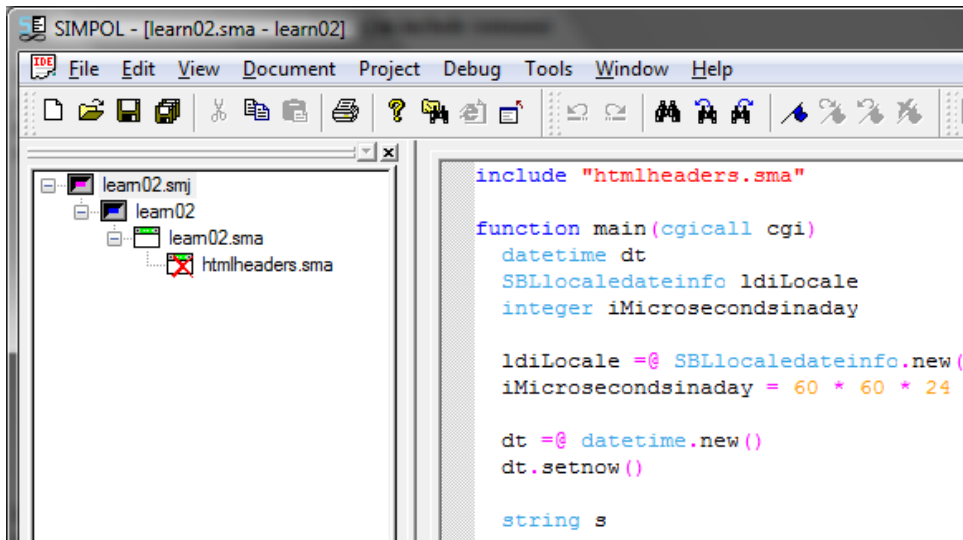 SIMPOL - [learn02.sma - learn02]
IDE File Edit View Document Project Debug Tools Window Help
learn02.smj
learn02
learn02.sma
htmlheaders.sma
include "htmlheaders.sma"
function main(cgicall cgi)
datetime dt
SBLlocaledateinfo ldiLocale
integer iMicrosecondsinaday
ldiLocale =@ SBLlocaledateinfo.new(
iMicrosecondsinaday = 60 * 60 * 24
dt =@ datetime.new()
dt.setnow()
string s